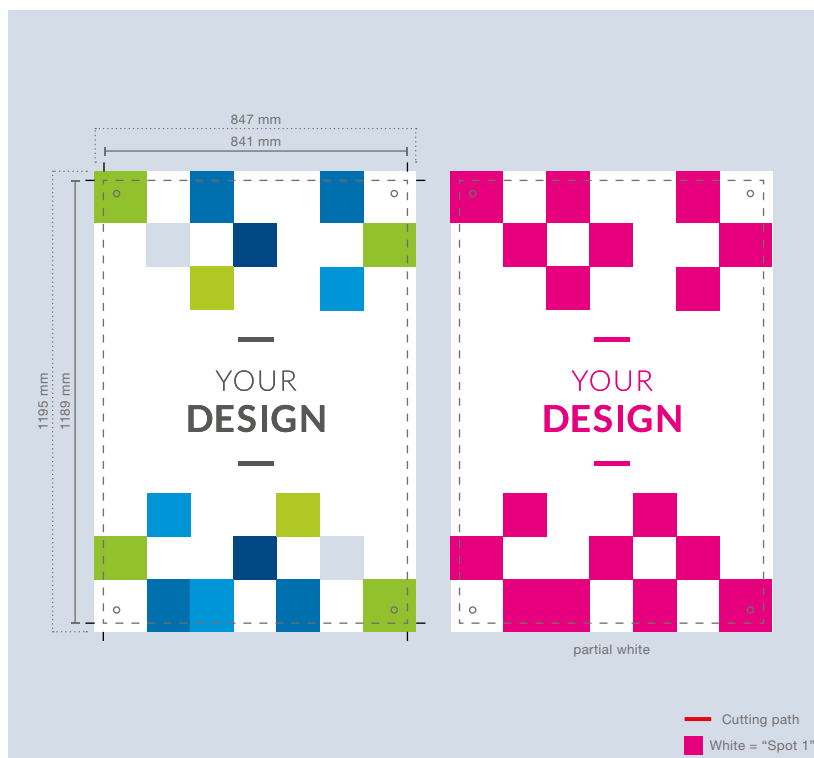 847 mm
841 mm
1195 mm
1189 mm
YOUR
DESIGN
YOUR
DESIGN
partial white
Cutting path
White = “Spot 1”